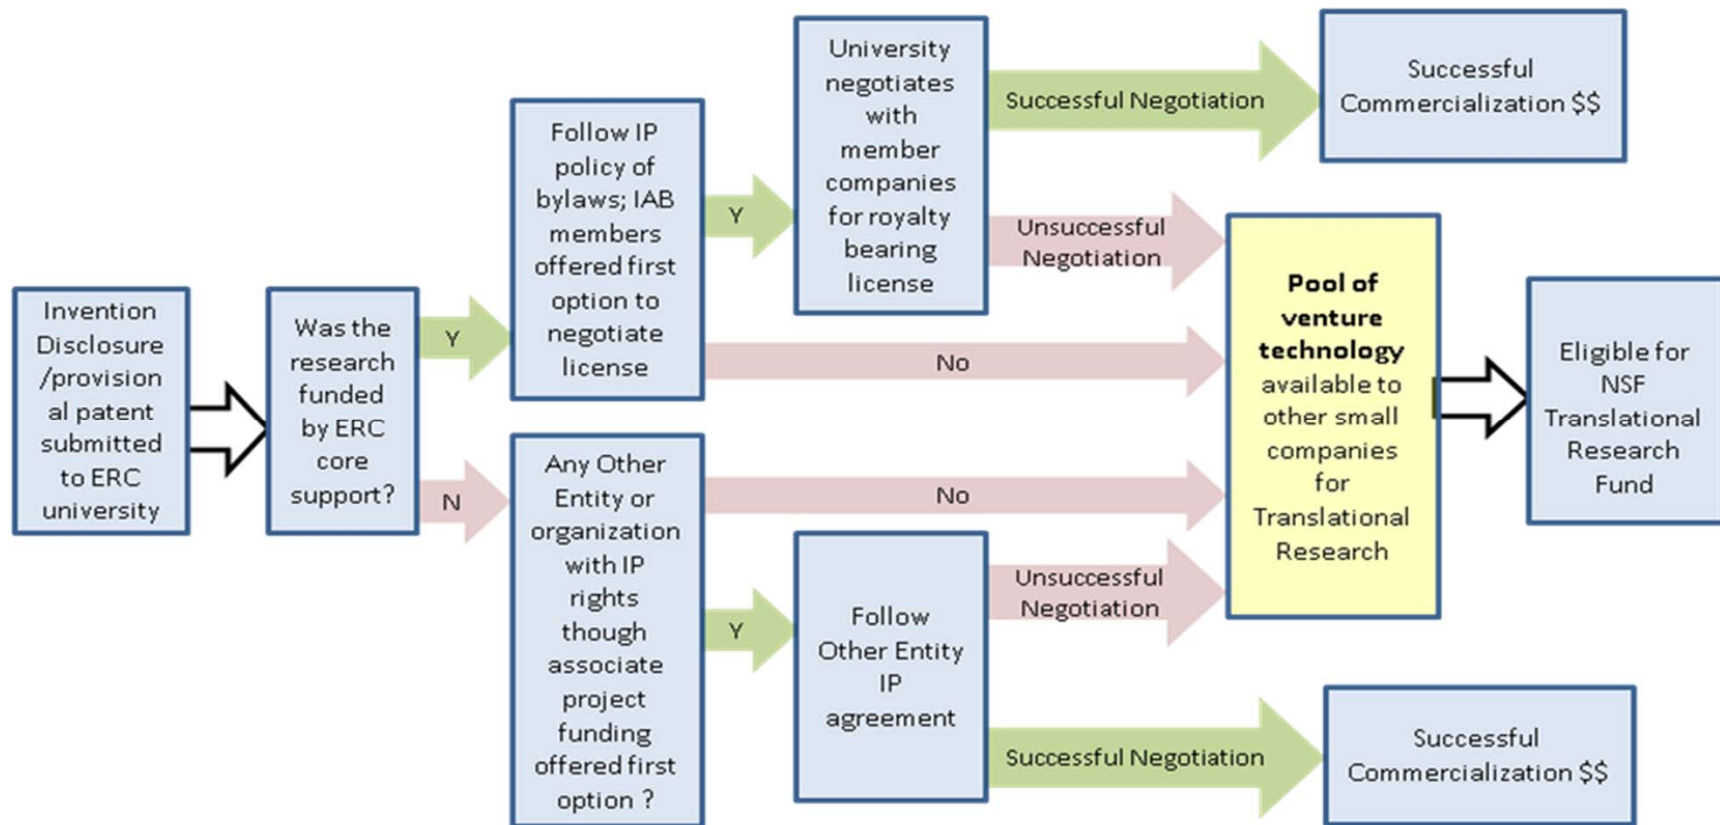 Invention
Disclosure
/provision
al patent
submitted
to ERC
university
Was the
research
funded
by ERC
core
support?
Y
N
Follow IP
policy of
bylaws; IAB
members
offered first
option to
negotiate
license
Any Other
Entity or
organization
with IP
rights
though
associate
project
funding
offered first
option ?
Y
No
No
Y
University
negotiates
with
member
companies
for royalty
bearing
license
Follow
Other Entity
IP
agreement
Successful Negotiation
Unsuccessful
Negotiation
Unsuccessful
Negotiation
Successful Negotiation
Successful
Commercialization $$
Pool of
venture
technology
available to
other small
companies
for
Translational
Research
Successful
Commercialization $$
Eligible for
NSF
Translational
Research
Fund